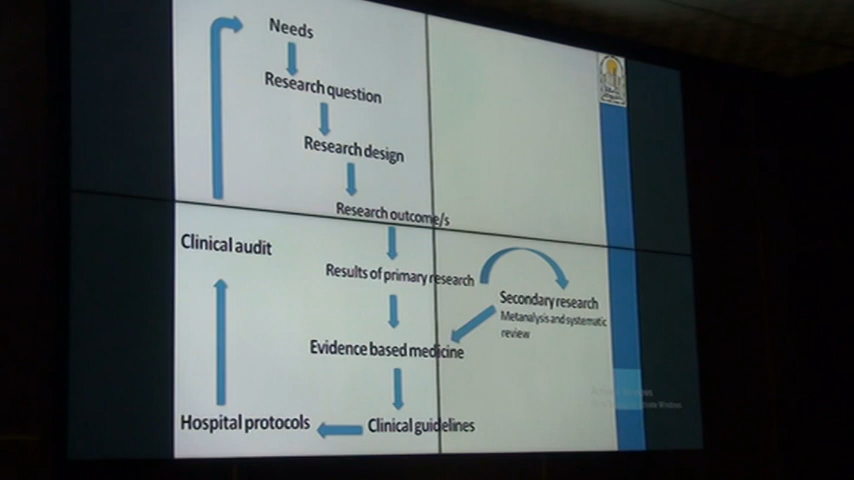 Needs
Research question
Research design
Research outcome/s
Clinical audit
Results of primary research
Secondary research
Metanalysis and systematic
review
Evidence based medicine
Hospital protocols
Clinical guidelines